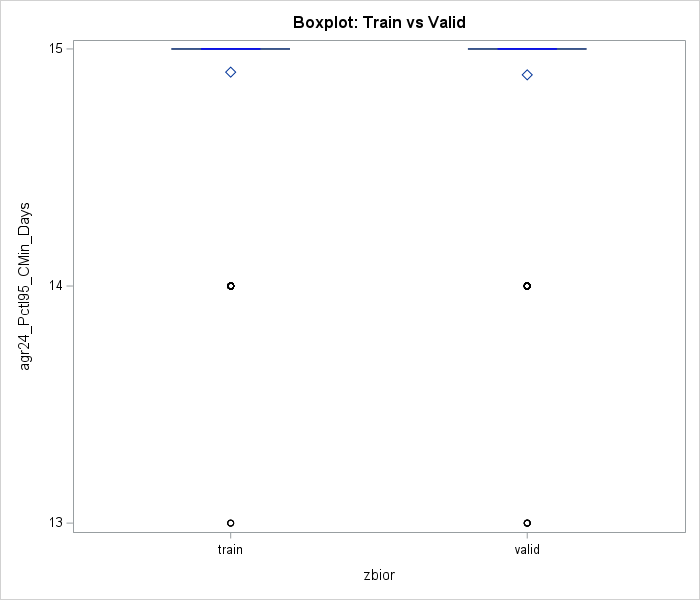 Boxplot: Train vs Valid
15
14
13
agr24_Pctl95_CMin_Days
train
valid
zbior